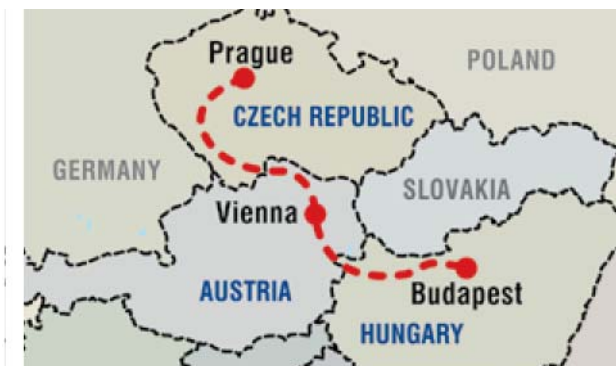 Prague
POLAND
CZECH REPUBLIC
GERMANY
SLOVAKIA
Vienna
AUSTRIA
Budapest
HUNGARY